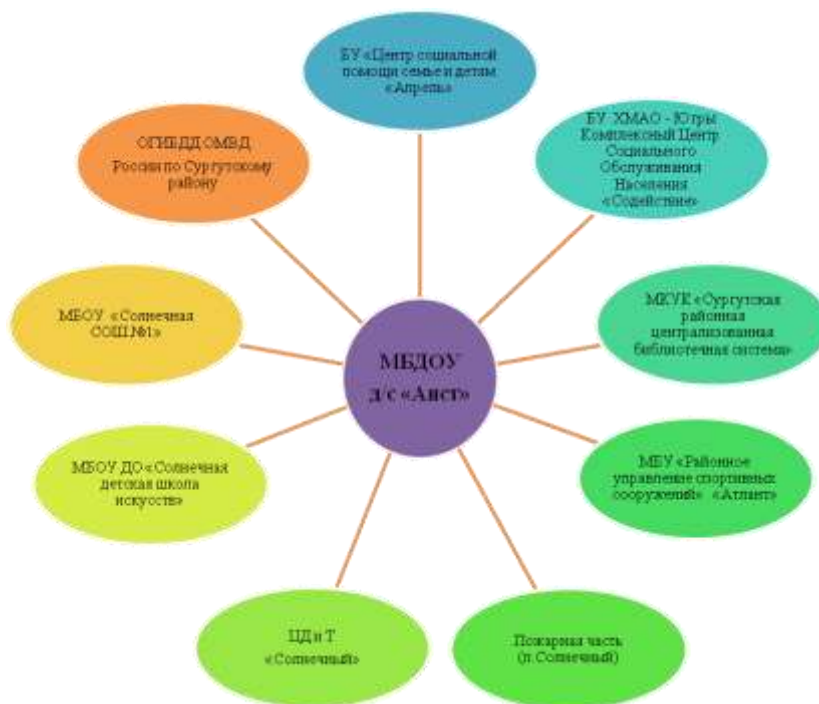 БУ «Центр социальной
помощи семье и детям
«Апрель»
БУ ХМАО - Югры
Комплексный Центр
Социального
Обслуживания
Населения
«Содействие»
МКУК «Сургутская
районная
централизованная
библиотечная система»
МБУ «Районное
управление спортивных
сооружений» «Атлант»
Пожарная часть
(п.Солнечный)
ЦД и Т
«Солнечный»
МБОУ ДО «Солнечная
детская школа
искусств»
МБОУ «Солнечная
СОШ №1»
ОГИБДД ОМВД
России по Сургутскому
району
МБДОУ
д/с «Аист»